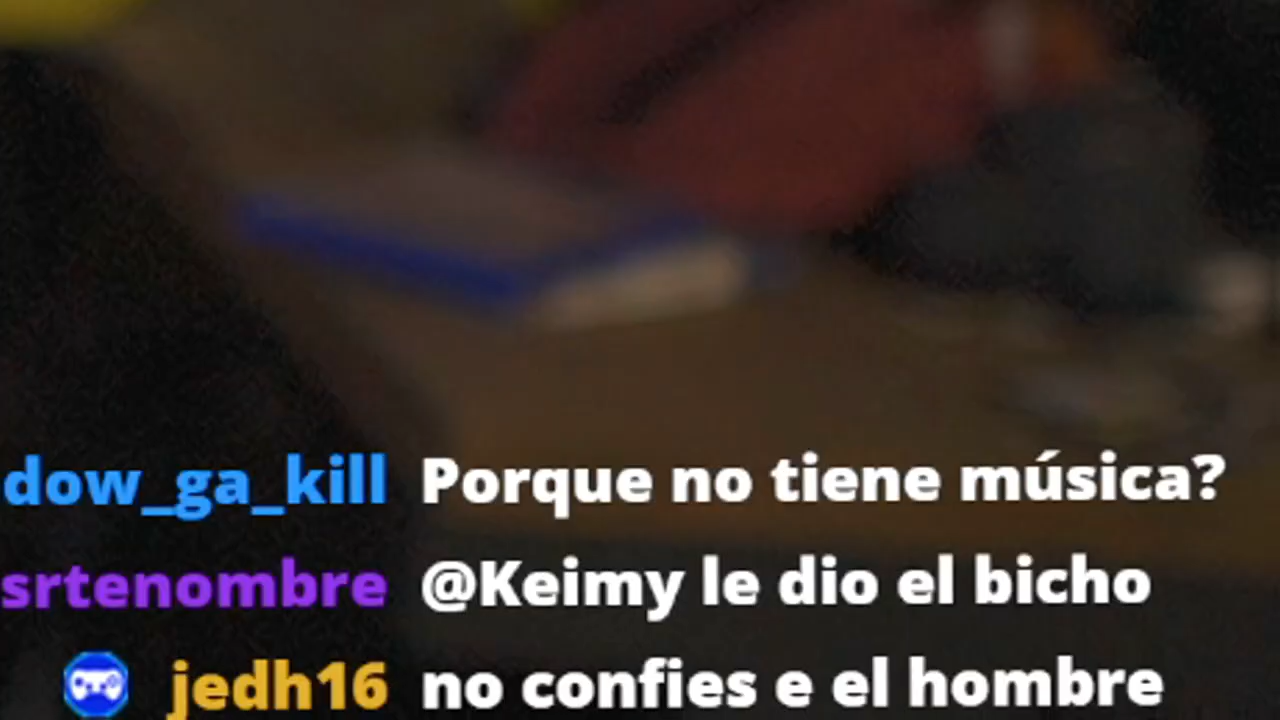 dow_ga_kill Porque no tiene música?
srtenombre @Keimy le dio el bicho
jedh16 no confies e el hombre